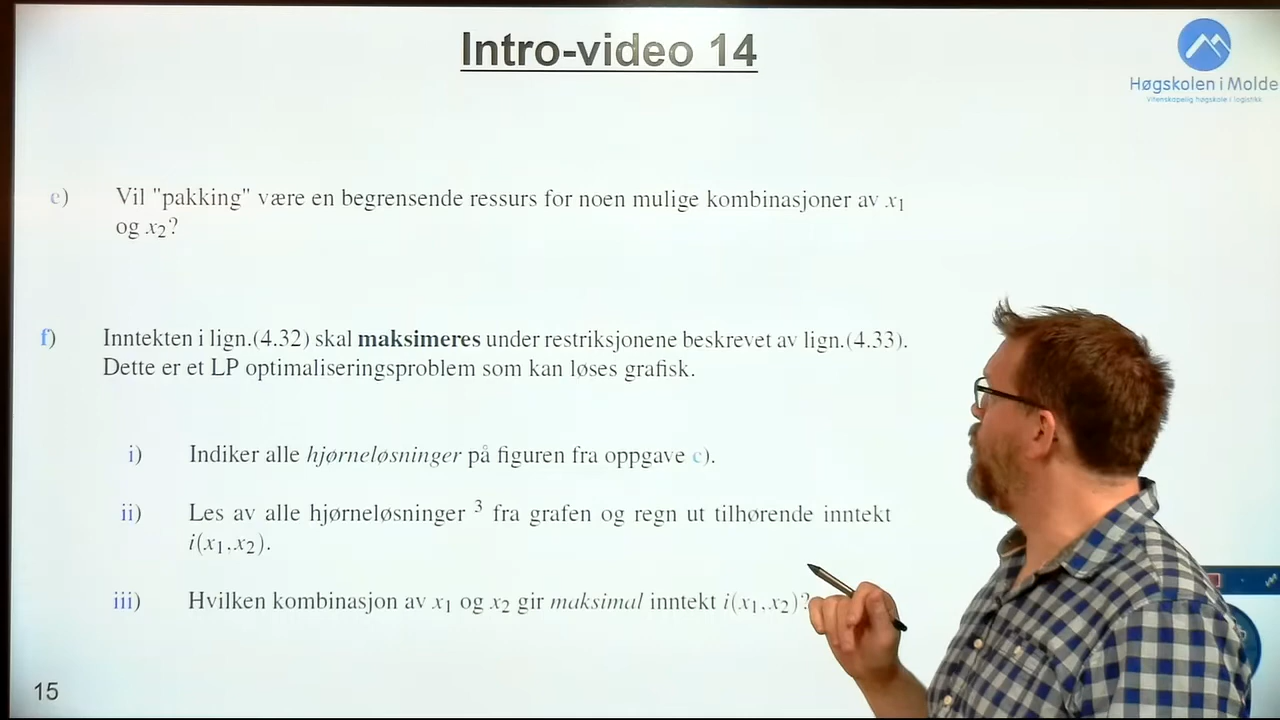 Intro-video 14
Høgskolen i Molde
Vitenskapelig høgskole i logistikk
e) Vil "pakking" være en begrensende ressurs for noen mulige kombinasjoner av x₁
og x₂?
f) Inntekten i lign.(4.32) skal maksimeres under restriksjonene beskrevet av lign.(4.33).
Dette er et LP optimaliseringsproblem som kan løses grafisk.
i) Indiker alle hjørneløsninger på figuren fra oppgave c).
ii) Les av alle hjørneløsninger ³ fra grafen og regn ut tilhørende inntekt
i(x₁,x₂).
iii) Hvilken kombinasjon av x₁ og x₂ gir maksimal inntekt i(x₁,x₂)?
15